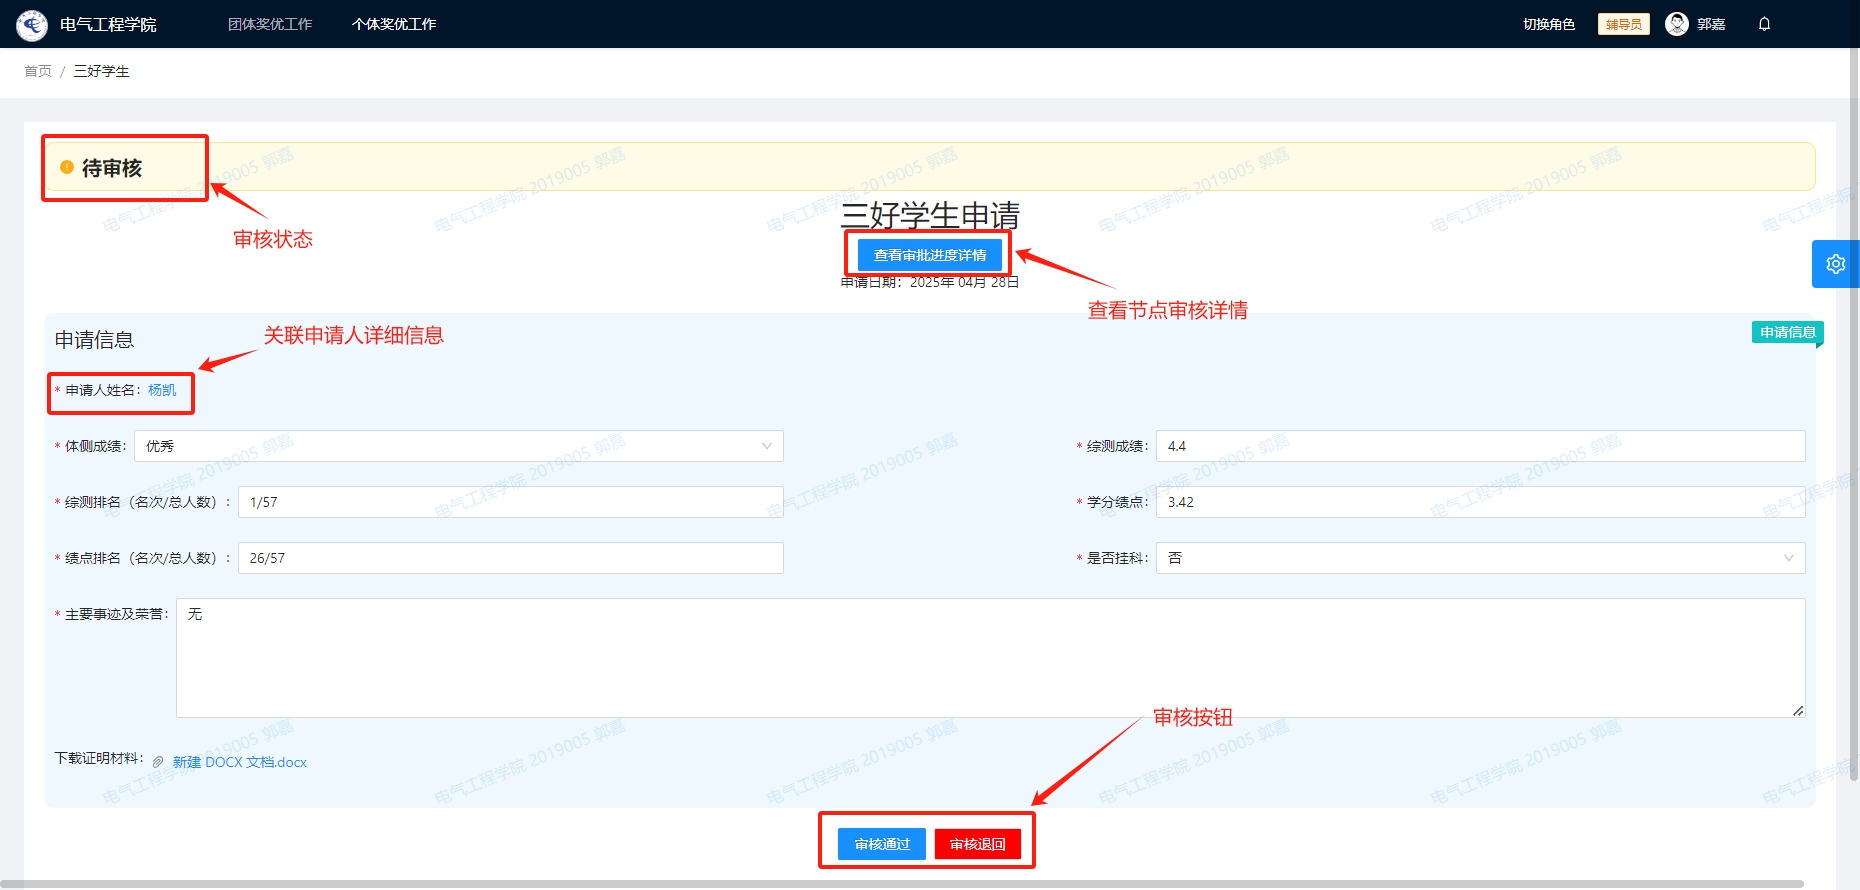 电气工程学院 团体奖优工作 个体奖优工作 切换角色 辅导员 郭嘉
首页 / 三好学生
待审核
审核状态
三好学生申请
查看审批进度详情
申请日期：2025年 04月 28日
查看节点审核详情
申请信息
关联申请人详细信息
申请信息
* 申请人姓名：杨凯
* 体侧成绩： 优秀
* 综测成绩： 4.4
* 综测排名（名次/总人数）： 1/57
* 学分绩点： 3.42
* 绩点排名（名次/总人数）： 26/57
* 是否挂科： 否
* 主要事迹及荣誉： 无
审核按钮
下载证明材料： 新建 DOCX 文档.docx
审核通过 审核退回
电气工程学院 2019005 郭嘉